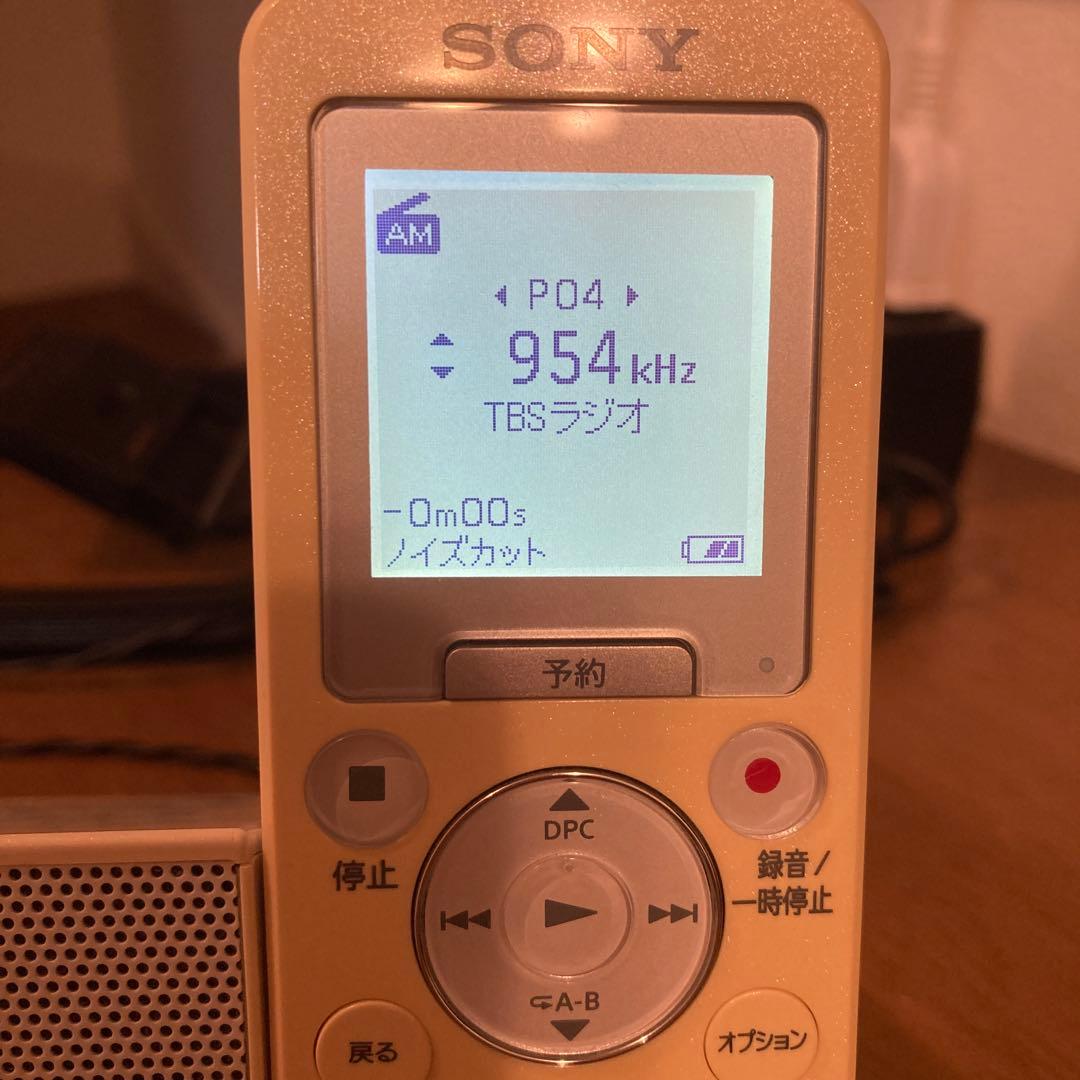 SONY
AM
P04
954kHz
TBSラジオ
-0m00s
ノイズカット
予約
DPC
停止
録音/
一時停止
A-B
戻る
オプション